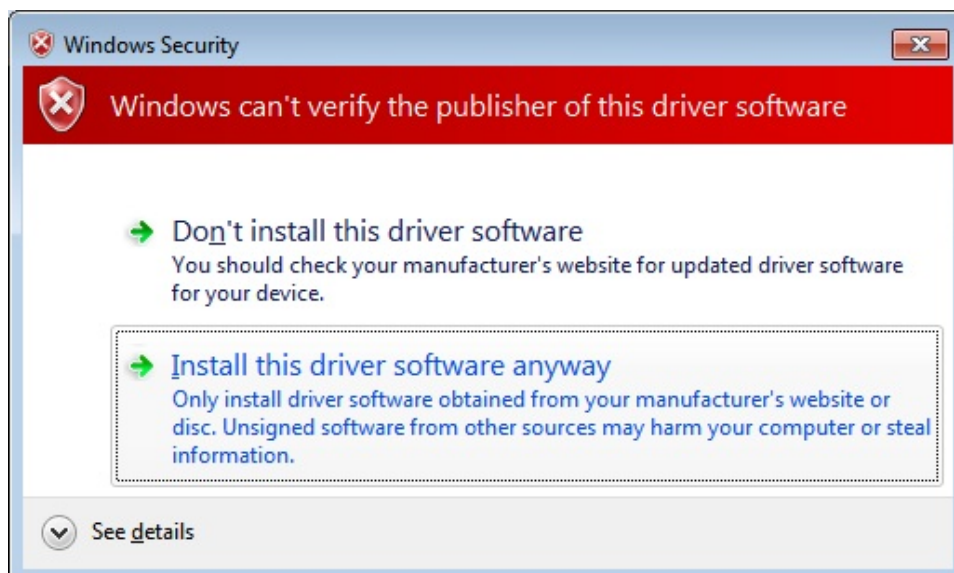 Windows Security
Windows can't verify the publisher of this driver software
Don't install this driver software
You should check your manufacturer's website for updated driver software
for your device.
Install this driver software anyway
Only install driver software obtained from your manufacturer's website or
disc. Unsigned software from other sources may harm your computer or steal
information.
See details